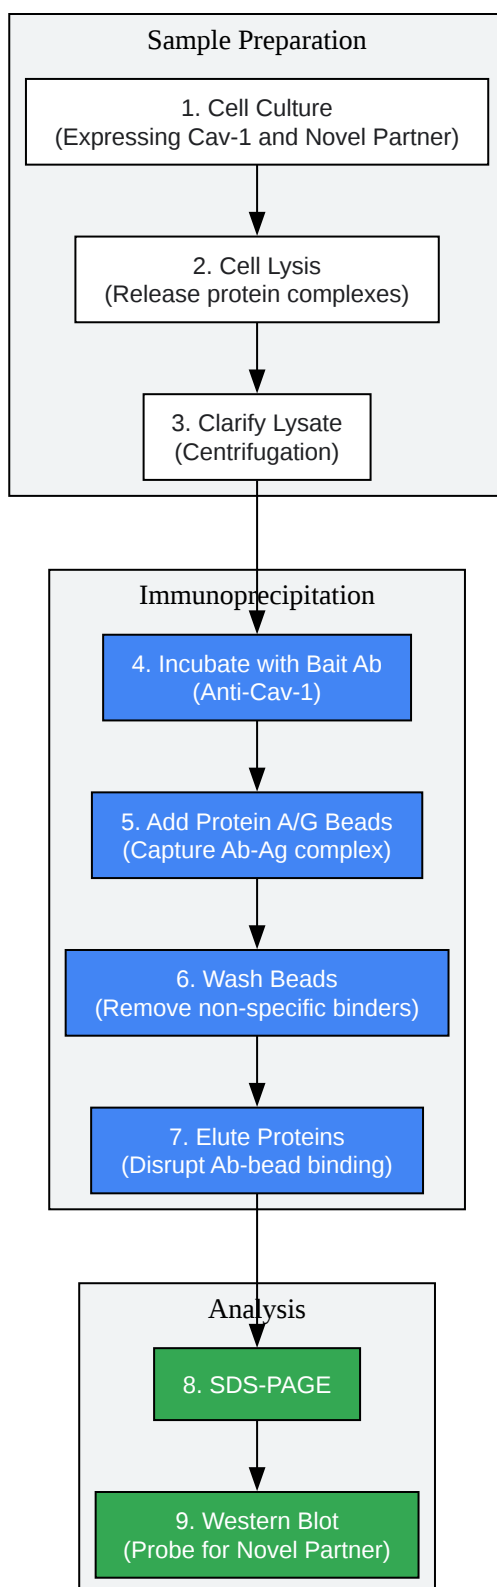 Sample Preparation
1. Cell Culture
(Expressing Cav-1 and Novel Partner)
2. Cell Lysis
(Release protein complexes)
3. Clarify Lysate
(Centrifugation)
Immunoprecipitation
4. Incubate with Bait Ab
(Anti-Cav-1)
5. Add Protein A/G Beads
(Capture Ab-Ag complex)
6. Wash Beads
(Remove non-specific binders)
7. Elute Proteins
(Disrupt Ab-bead binding)
Analysis
8. SDS-PAGE
9. Western Blot
(Probe for Novel Partner)